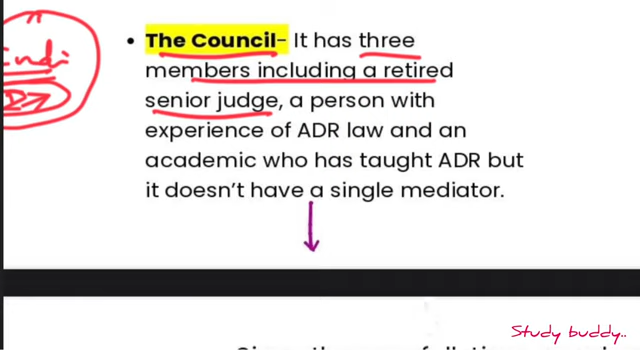 The Council- It has three
members including a retired
senior judge, a person with
experience of ADR law and an
academic who has taught ADR but
it doesn't have a single mediator.
Study buddy..